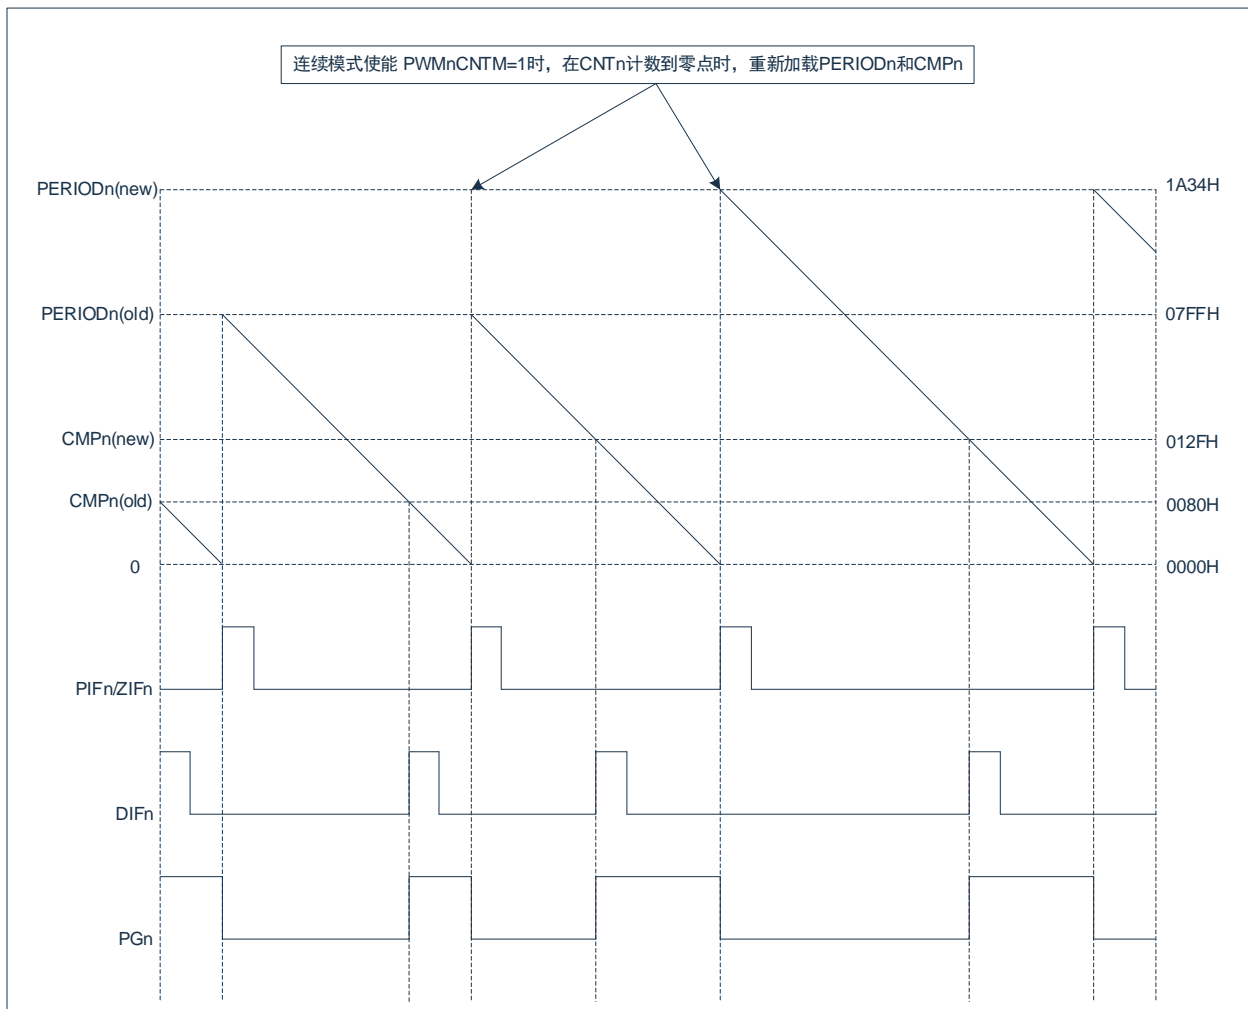 连续模式使能 PWMnCNTM=1时，在CNTn计数到零点时，重新加载PERIODn和CMPn
PERIODn(new)
1A34H
PERIODn(old)
07FFH
CMPn(new)
012FH
CMPn(old)
0080H
0
0000H
PIFn/ZIFn
DIFn
PGn